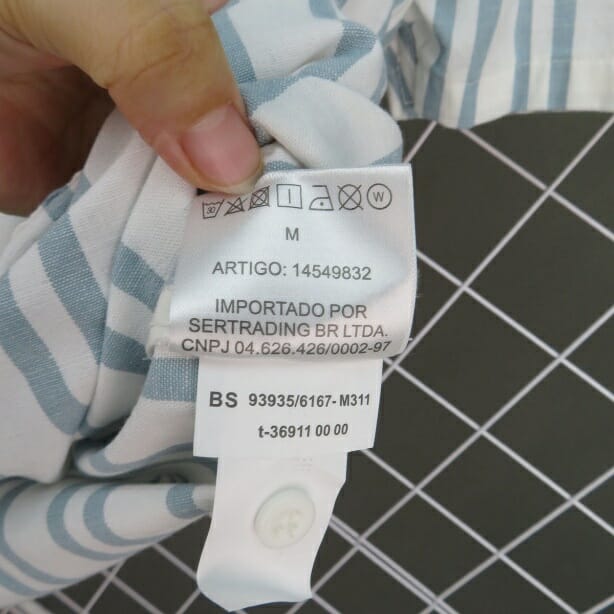 M
ARTIGO: 14549832
IMPORTADO POR
SERTRADING BR LTDA.
CNPJ 04.626.426/0002-97
BS 93935/6167-M311
t-36911 00 00